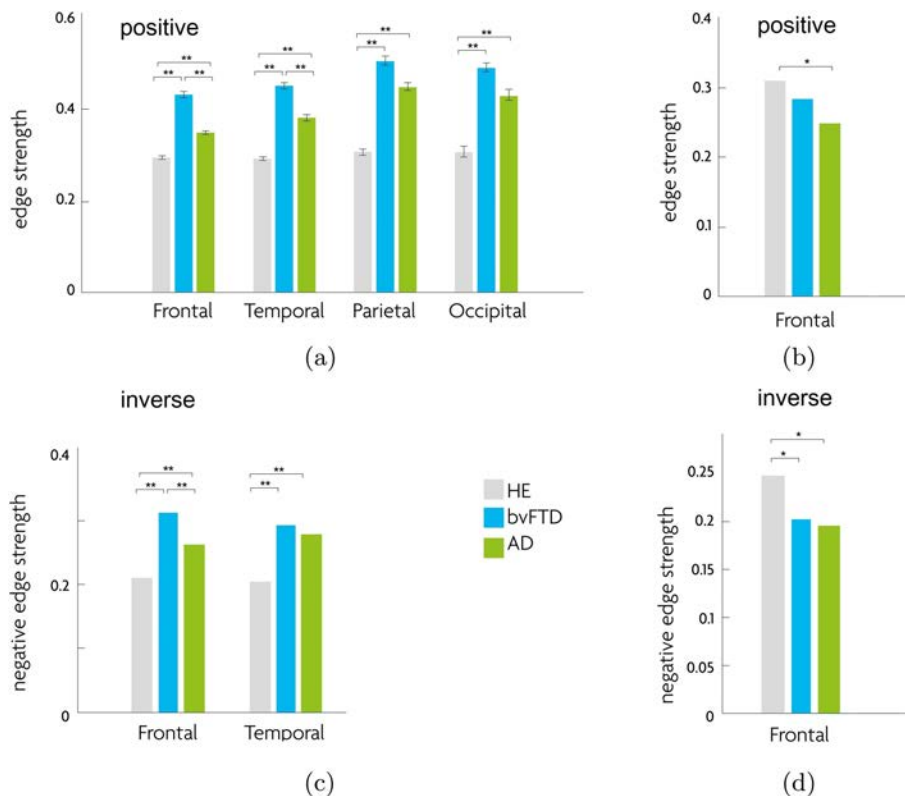 positive
0.6
0.4
0.2
0
edge strength
** ** **
** ** **
** **
** **
Frontal Temporal Parietal Occipital
(a)
positive
0.4
0.3
0.2
0.1
0
edge strength
*
Frontal
(b)
inverse
0.4
0.2
0
negative edge strength
** ** **
** **
Frontal Temporal
(c)
HE
bvFTD
AD
inverse
0.25
0.2
0.15
0.1
0.05
0
negative edge strength
*
*
Frontal
(d)